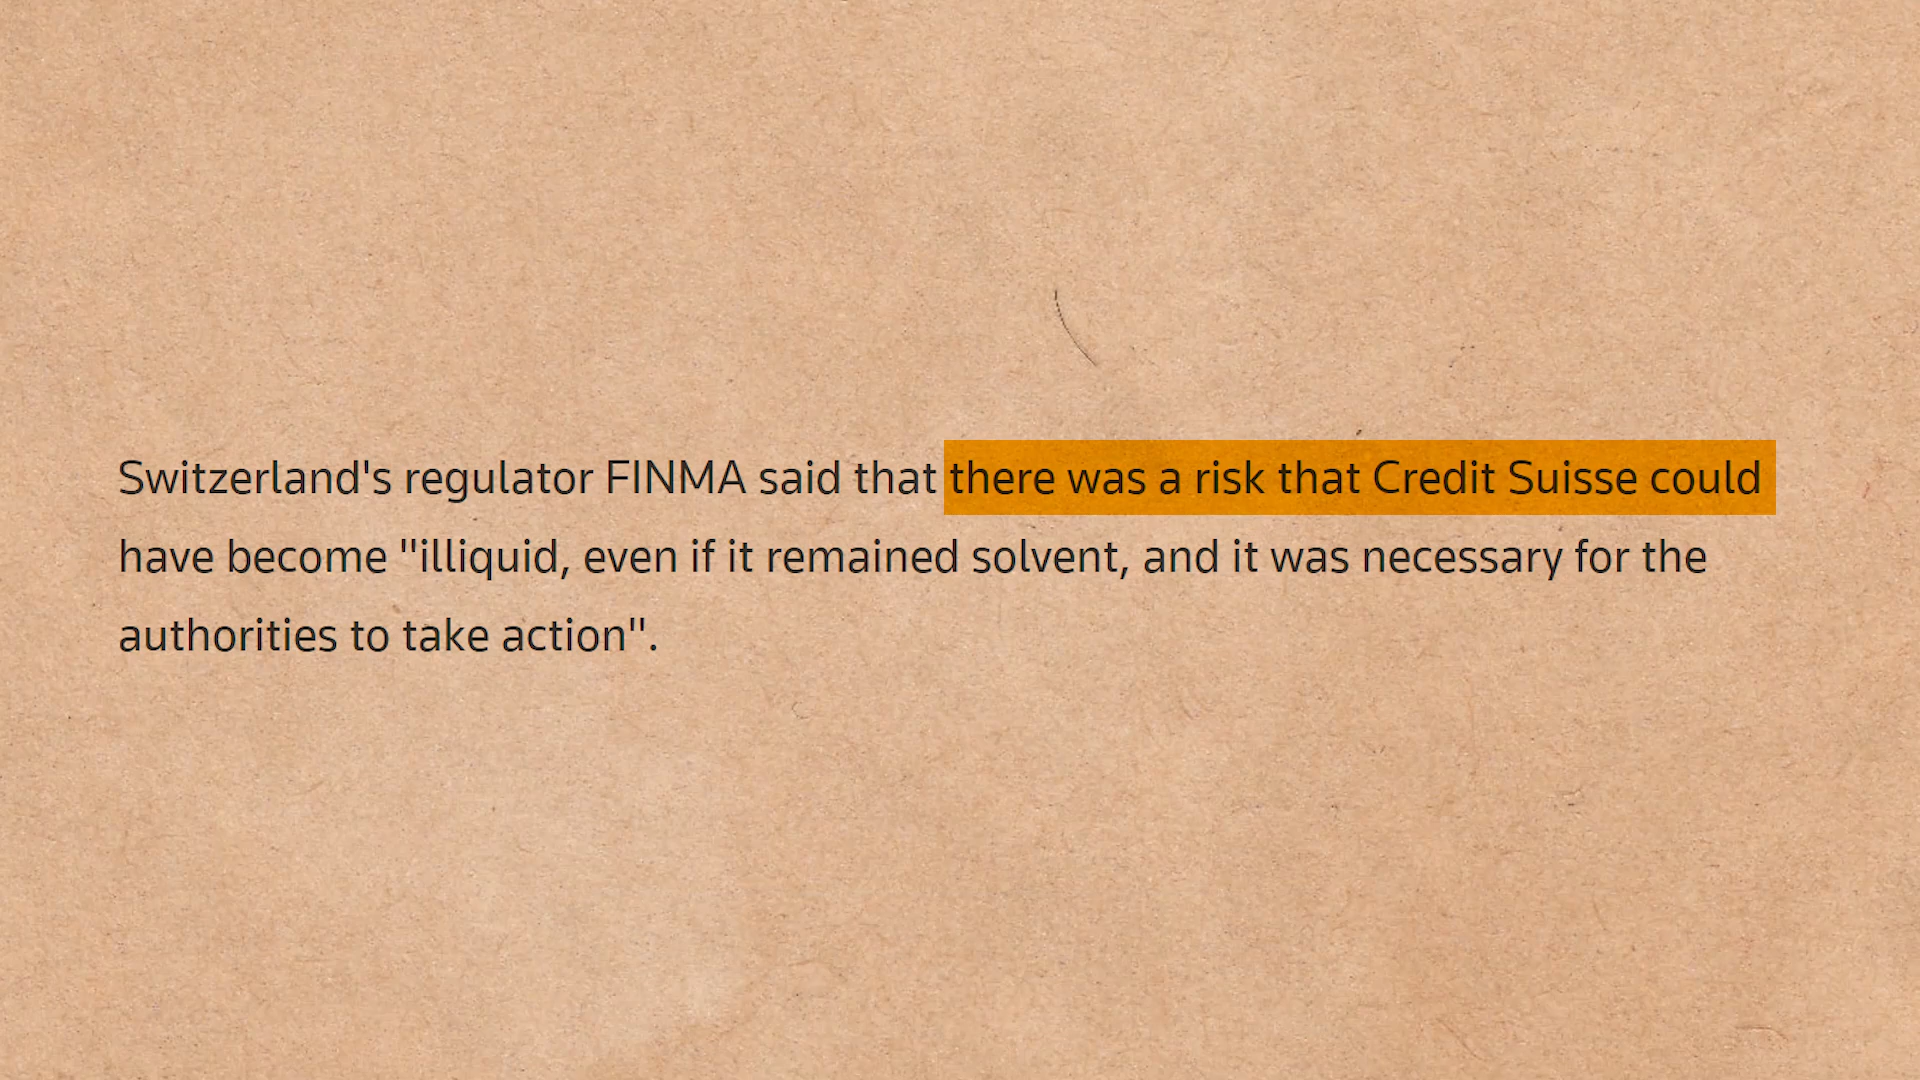 Switzerland's regulator FINMA said that there was a risk that Credit Suisse could
have become "illiquid, even if it remained solvent, and it was necessary for the
authorities to take action".